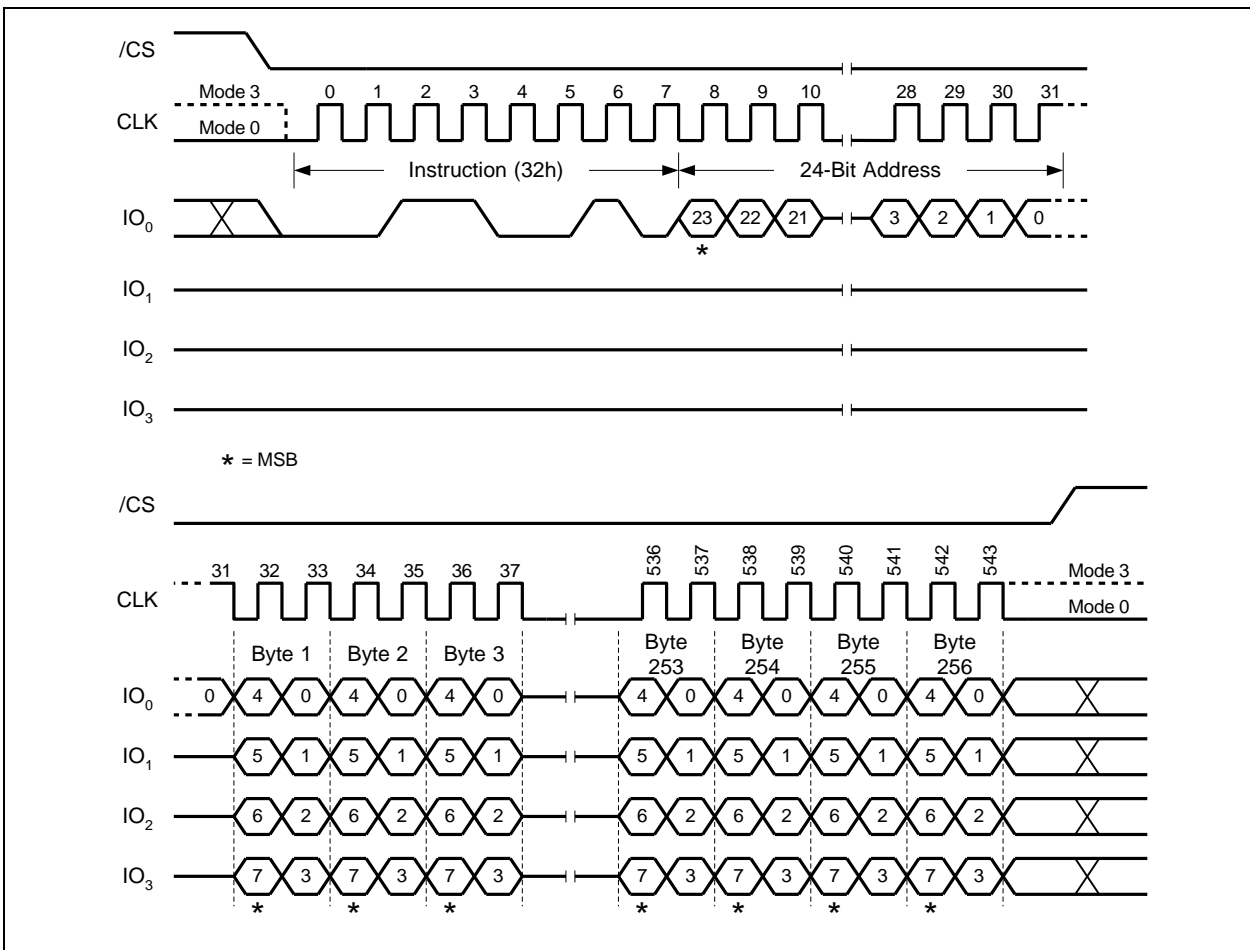 /CS
Mode 3 0 1 2 3 4 5 6 7 8 9 10 28 29 30 31
CLK
Mode 0
Instruction (32h) 24-Bit Address
IO0 23 22 21 3 2 1 0
*
IO1
IO2
IO3
* = MSB
/CS
31 32 33 34 35 36 37 536 537 538 539 540 541 542 543 Mode 3
CLK
Mode 0
Byte 1 Byte 2 Byte 3 Byte 253 Byte 254 Byte 255 Byte 256
IO0 0 4 0 4 0 4 0 4 0 4 0 4 0 4 0
IO1 5 1 5 1 5 1 5 1 5 1 5 1 5 1
IO2 6 2 6 2 6 2 6 2 6 2 6 2 6 2
IO3 7 3 7 3 7 3 7 3 7 3 7 3 7 3
* * * * * * *